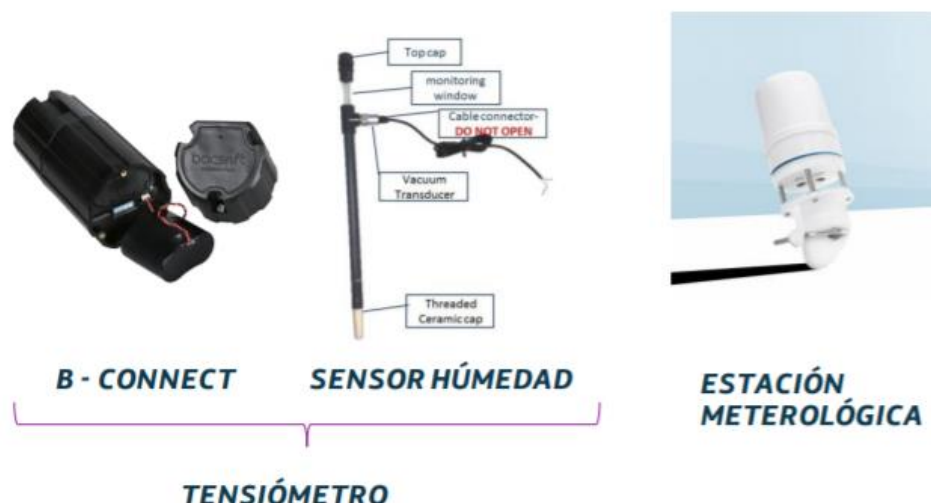 Top cap
monitoring
window
Cable connector-
DO NOT OPEN
Vacuum
Transducer
Threaded
Ceramic cap
B - CONNECT
SENSOR HÚMEDAD
ESTACIÓN
METEROLÓGICA
TENSIÓMETRO